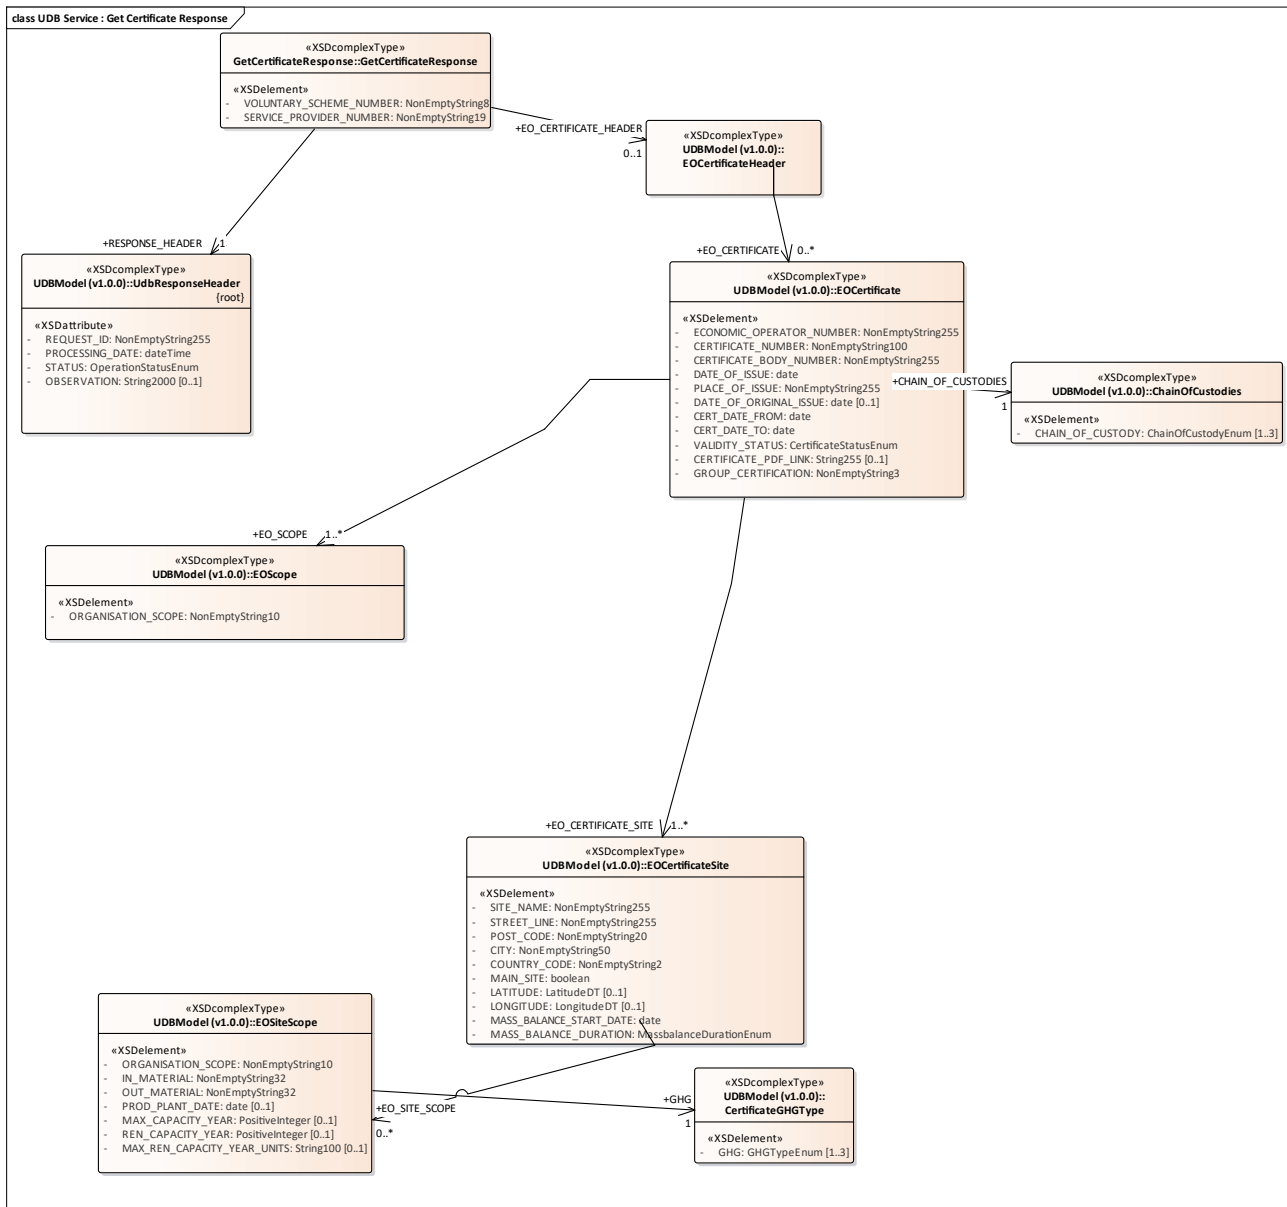 class UDB Service : Get Certificate Response
«XSDcomplexType»
GetCertificateResponse::GetCertificateResponse
«XSDelement»
- VOLUNTARY_SCHEME_NUMBER: NonEmptyString8
- SERVICE_PROVIDER_NUMBER: NonEmptyString19
+EO_CERTIFICATE_HEADER
0..1
«XSDcomplexType»
UDBModel (v1.0.0)::
EOCertificateHeader
+RESPONSE_HEADER
1
«XSDcomplexType»
UDBModel (v1.0.0)::UdbResponseHeader
{root}
«XSDattribute»
- REQUEST_ID: NonEmptyString255
- PROCESSING_DATE: dateTime
- STATUS: OperationStatusEnum
- OBSERVATION: String2000 [0..1]
+EO_CERTIFICATE
0..*
«XSDcomplexType»
UDBModel (v1.0.0)::EOCertificate
«XSDelement»
- ECONOMIC_OPERATOR_NUMBER: NonEmptyString255
- CERTIFICATE_NUMBER: NonEmptyString100
- CERTIFICATE_BODY_NUMBER: NonEmptyString255
- DATE_OF_ISSUE: date
- PLACE_OF_ISSUE: NonEmptyString255
- DATE_OF_ORIGINAL_ISSUE: date [0..1]
- CERT_DATE_FROM: date
- CERT_DATE_TO: date
- VALIDITY_STATUS: CertificateStatusEnum
- CERTIFICATE_PDF_LINK: String255 [0..1]
- GROUP_CERTIFICATION: NonEmptyString3
+CHAIN_OF_CUSTODIES
1
«XSDcomplexType»
UDBModel (v1.0.0)::ChainOfCustodies
«XSDelement»
- CHAIN_OF_CUSTODY: ChainOfCustodyEnum [1..3]
+EO_SCOPE
1..*
«XSDcomplexType»
UDBModel (v1.0.0)::EOScope
«XSDelement»
- ORGANISATION_SCOPE: NonEmptyString10
+EO_CERTIFICATE_SITE
1..*
«XSDcomplexType»
UDBModel (v1.0.0)::EOCertificateSite
«XSDelement»
- SITE_NAME: NonEmptyString255
- STREET_LINE: NonEmptyString255
- POST_CODE: NonEmptyString20
- CITY: NonEmptyString50
- COUNTRY_CODE: NonEmptyString2
- MAIN_SITE: boolean
- LATITUDE: LatitudeDT [0..1]
- LONGITUDE: LongitudeDT [0..1]
- MASS_BALANCE_START_DATE: date
- MASS_BALANCE_DURATION: MassbalanceDurationEnum
«XSDcomplexType»
UDBModel (v1.0.0)::EOSiteScope
«XSDelement»
- ORGANISATION_SCOPE: NonEmptyString10
- IN_MATERIAL: NonEmptyString32
- OUT_MATERIAL: NonEmptyString32
- PROD_PLANT_DATE: date [0..1]
- MAX_CAPACITY_YEAR: PositiveInteger [0..1]
- REN_CAPACITY_YEAR: PositiveInteger [0..1]
- MAX_REN_CAPACITY_YEAR_UNITS: String100 [0..1]
+EO_SITE_SCOPE
0..*
+GHG
1
«XSDcomplexType»
UDBModel (v1.0.0)::
CertificateGHGType
«XSDelement»
- GHG: GHGTypeEnum [1..3]